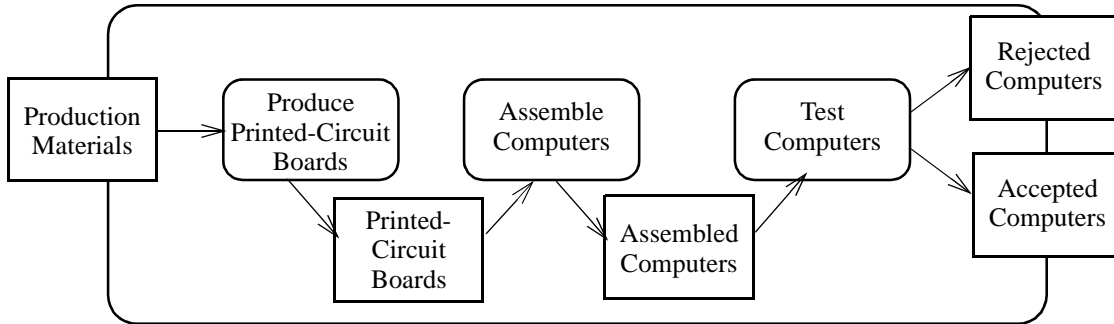 Production
Materials
Produce
Printed-Circuit
Boards
Printed-
Circuit
Boards
Assemble
Computers
Assembled
Computers
Test
Computers
Rejected
Computers
Accepted
Computers